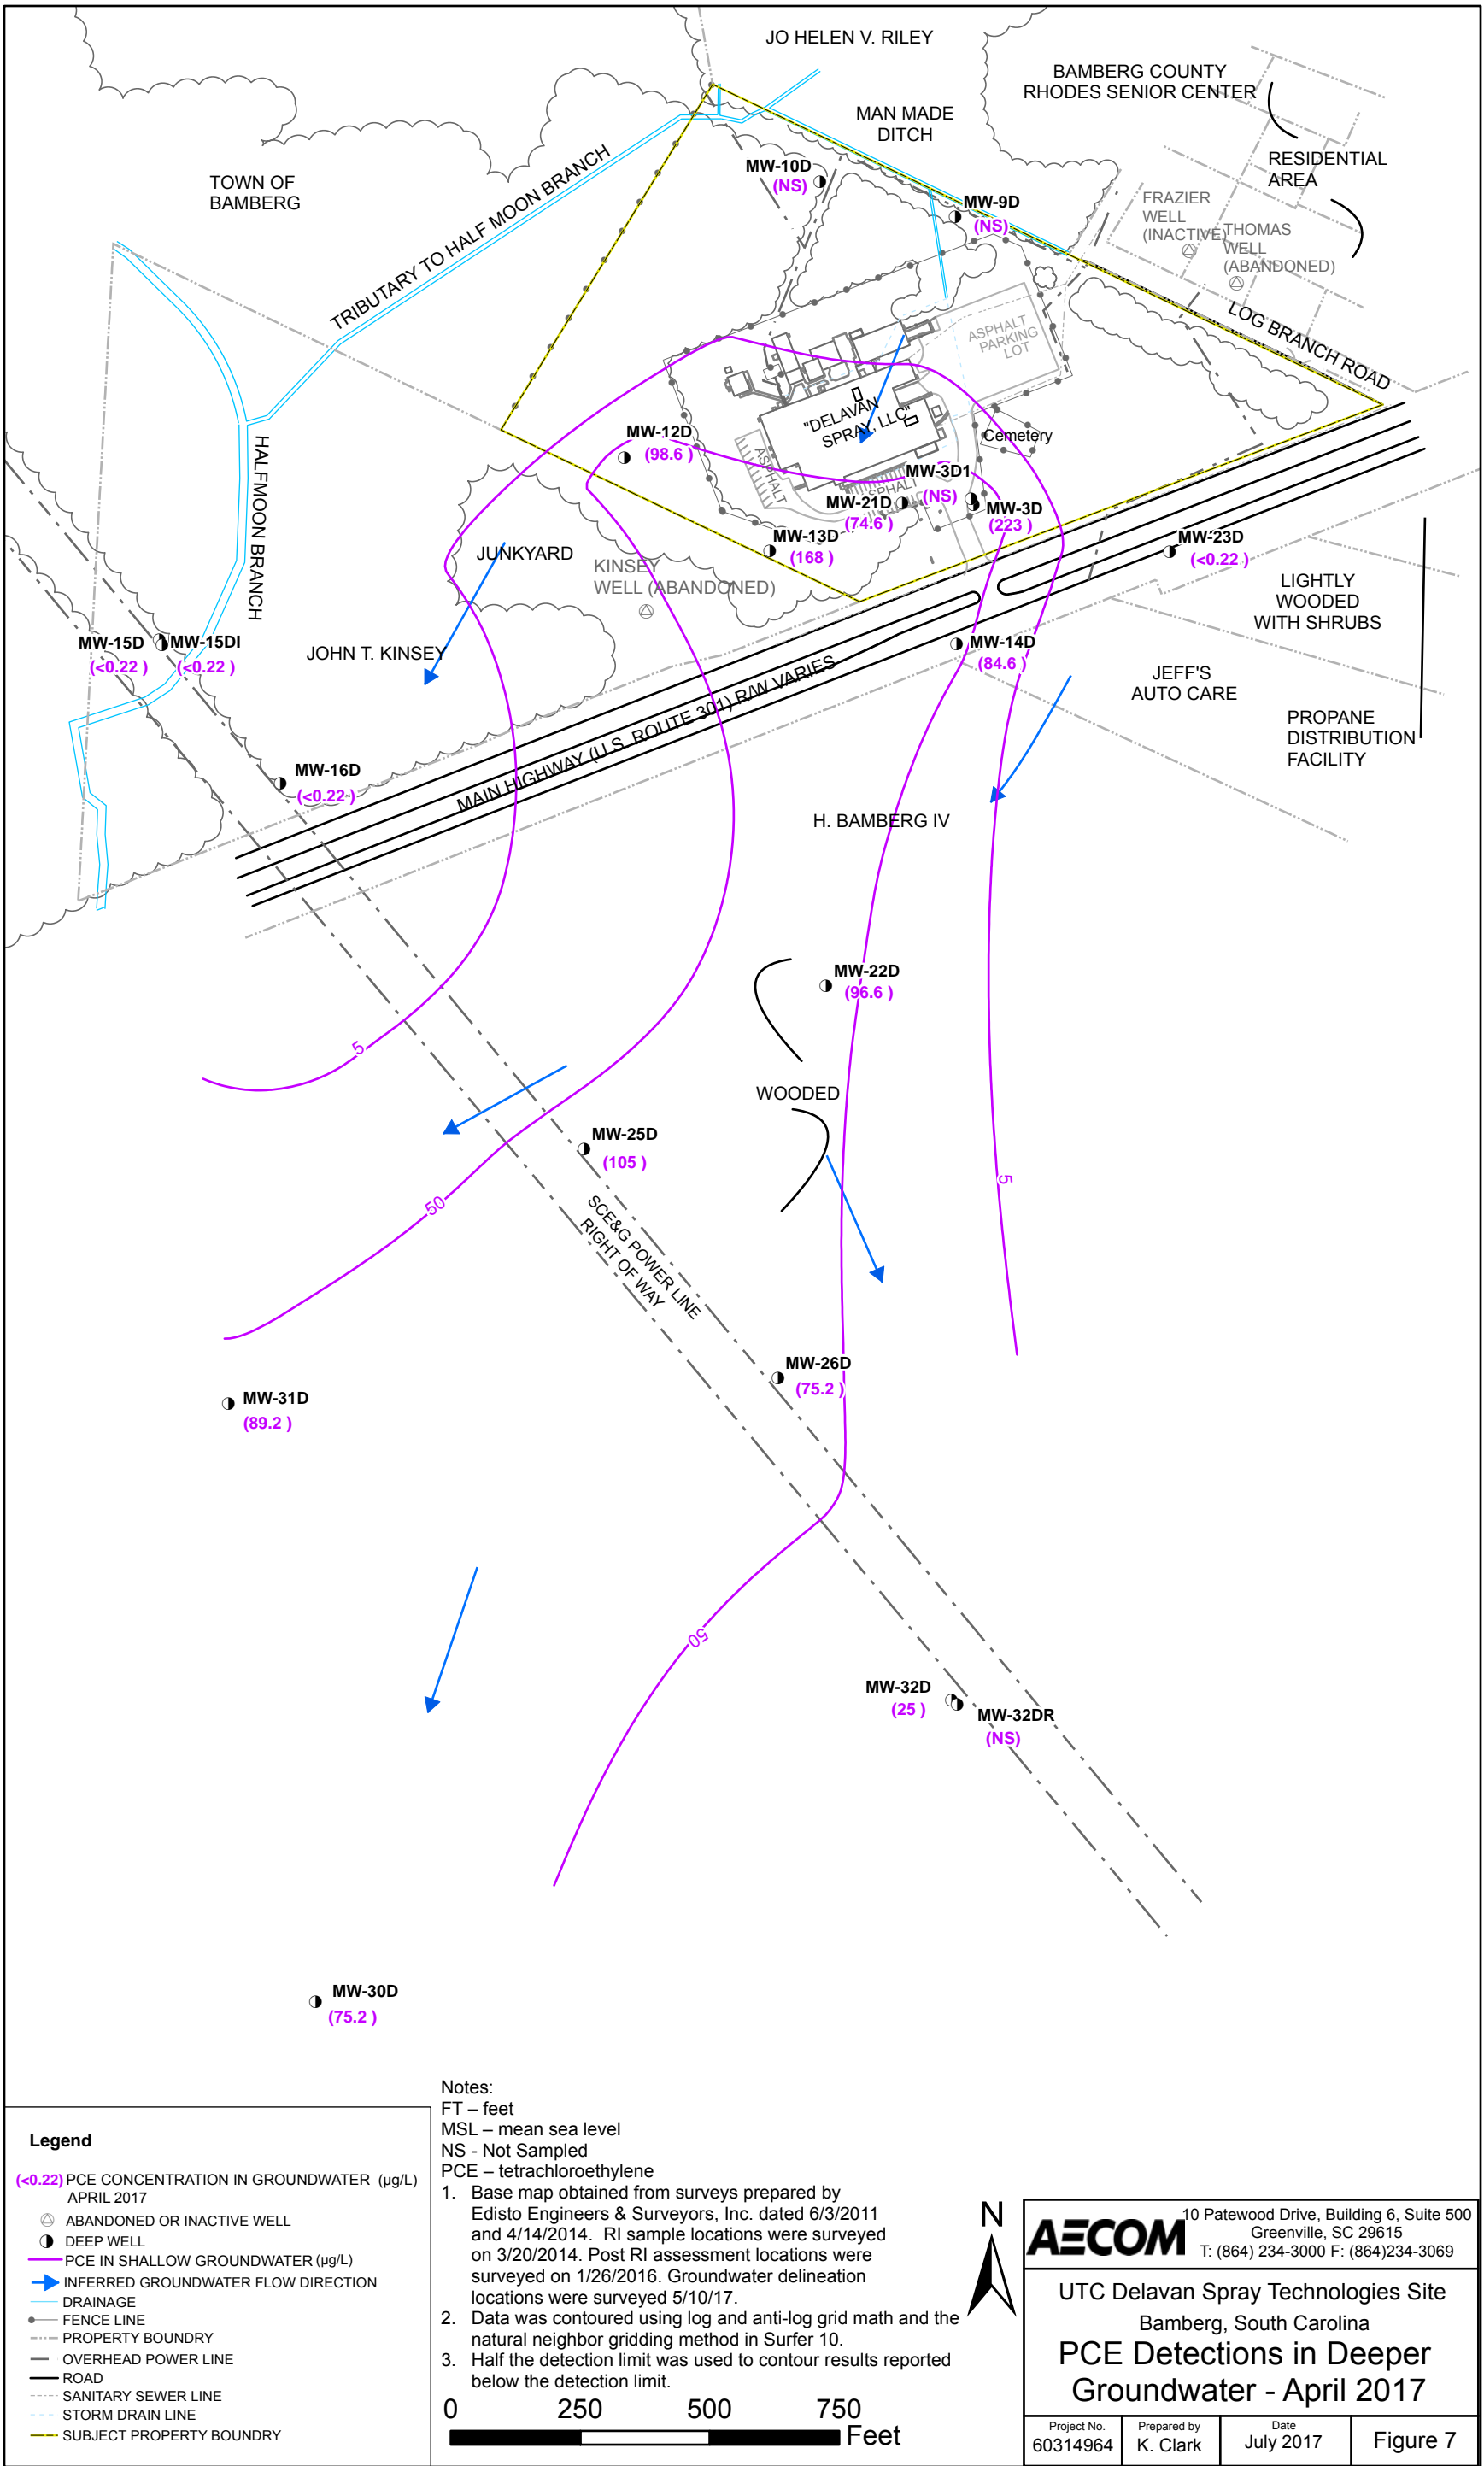 JO HELEN V. RILEY
BAMBERG COUNTY
RHODES SENIOR CENTER
MAN MADE
DITCH
RESIDENTIAL
AREA
TOWN OF
BAMBERG
MW-10D
(NS)
MW-9D
(NS)
FRAZIER
WELL
(INACTIVE)
THOMAS
WELL
(ABANDONED)
TRIBUTARY TO HALF MOON BRANCH
LOG BRANCH ROAD
ASPHALT
PARKING
LOT
"DELAVAN
SPRAY, LLC"
Cemetery
MW-12D
(98.6 )
ASPHALT
HALFMOON BRANCH
MW-3D1
(NS)
ASPHALT
MW-21D
(74.6 )
MW-3D
(223 )
MW-13D
(168 )
MW-23D
(<0.22 )
JUNKYARD
KINSEY
WELL (ABANDONED)
LIGHTLY
WOODED
WITH SHRUBS
MW-15D
(<0.22 )
MW-15DI
(<0.22 )
JOHN T. KINSEY
MW-14D
(84.6 )
JEFF'S
AUTO CARE
PROPANE
DISTRIBUTION
FACILITY
MAIN HIGHWAY (U.S. ROUTE 301) R/W VARIES
MW-16D
(<0.22 )
H. BAMBERG IV
MW-22D
(96.6 )
5
WOODED
MW-25D
(105 )
5
50
SCE&G POWER LINE
RIGHT OF WAY
MW-26D
(75.2 )
MW-31D
(89.2 )
50
MW-32D
(25 )
MW-32DR
(NS)
MW-30D
(75.2 )
Legend
(<0.22) PCE CONCENTRATION IN GROUNDWATER (µg/L)
APRIL 2017
ABANDONED OR INACTIVE WELL
DEEP WELL
PCE IN SHALLOW GROUNDWATER (µg/L)
INFERRED GROUNDWATER FLOW DIRECTION
DRAINAGE
FENCE LINE
PROPERTY BOUNDRY
OVERHEAD POWER LINE
ROAD
SANITARY SEWER LINE
STORM DRAIN LINE
SUBJECT PROPERTY BOUNDRY
Notes:
FT – feet
MSL – mean sea level
NS - Not Sampled
PCE – tetrachloroethylene
1. Base map obtained from surveys prepared by
Edisto Engineers & Surveyors, Inc. dated 6/3/2011
and 4/14/2014. RI sample locations were surveyed
on 3/20/2014. Post RI assessment locations were
surveyed on 1/26/2016. Groundwater delineation
locations were surveyed 5/10/17.
2. Data was contoured using log and anti-log grid math and the
natural neighbor gridding method in Surfer 10.
3. Half the detection limit was used to contour results reported
below the detection limit.
0 250 500 750
Feet
N
AECOM
10 Patewood Drive, Building 6, Suite 500
Greenville, SC 29615
T: (864) 234-3000 F: (864)234-3069
UTC Delavan Spray Technologies Site
Bamberg, South Carolina
PCE Detections in Deeper
Groundwater - April 2017
Project No.
60314964
Prepared by
K. Clark
Date
July 2017
Figure 7